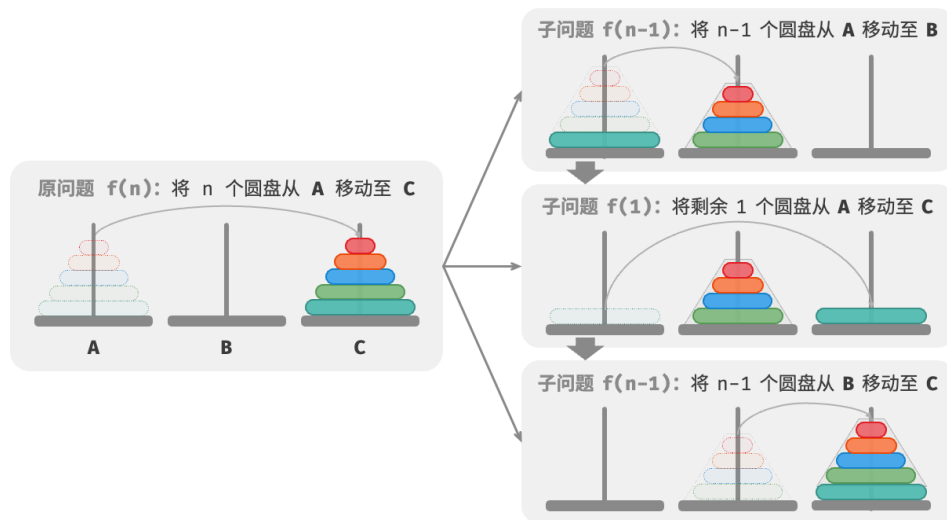 原问题 f(n)：将 n 个圆盘从 A 移动至 C
A B C
子问题 f(n-1)：将 n-1 个圆盘从 A 移动至 B
子问题 f(1)：将剩余 1 个圆盘从 A 移动至 C
子问题 f(n-1)：将 n-1 个圆盘从 B 移动至 C